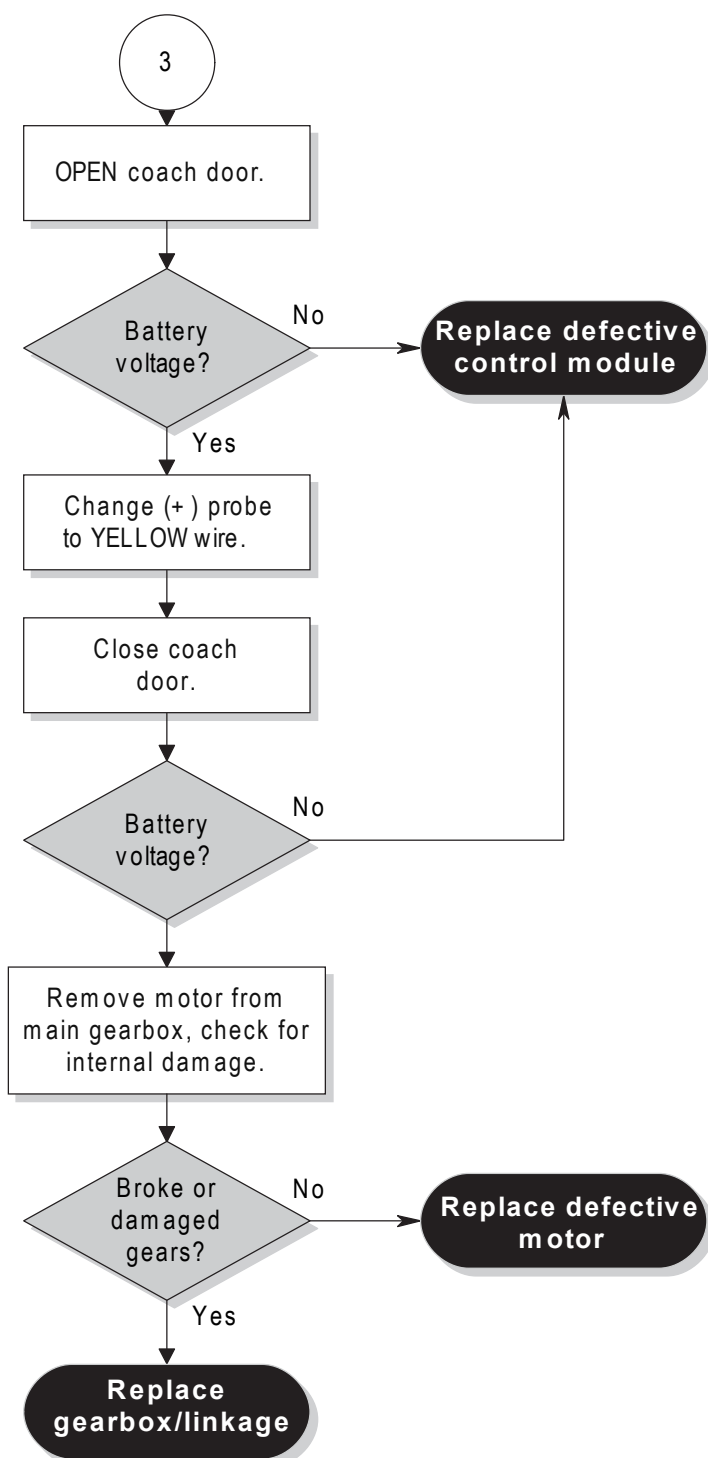 3
OPEN coach door.
Battery
voltage?
No
Replace defective
control module
Yes
Change (+) probe
to YELLOW wire.
Close coach
door.
Battery
voltage?
No
Remove motor from
main gearbox, check for
internal damage.
Broke or
damaged
gears?
No
Replace defective
motor
Yes
Replace
gearbox/linkage